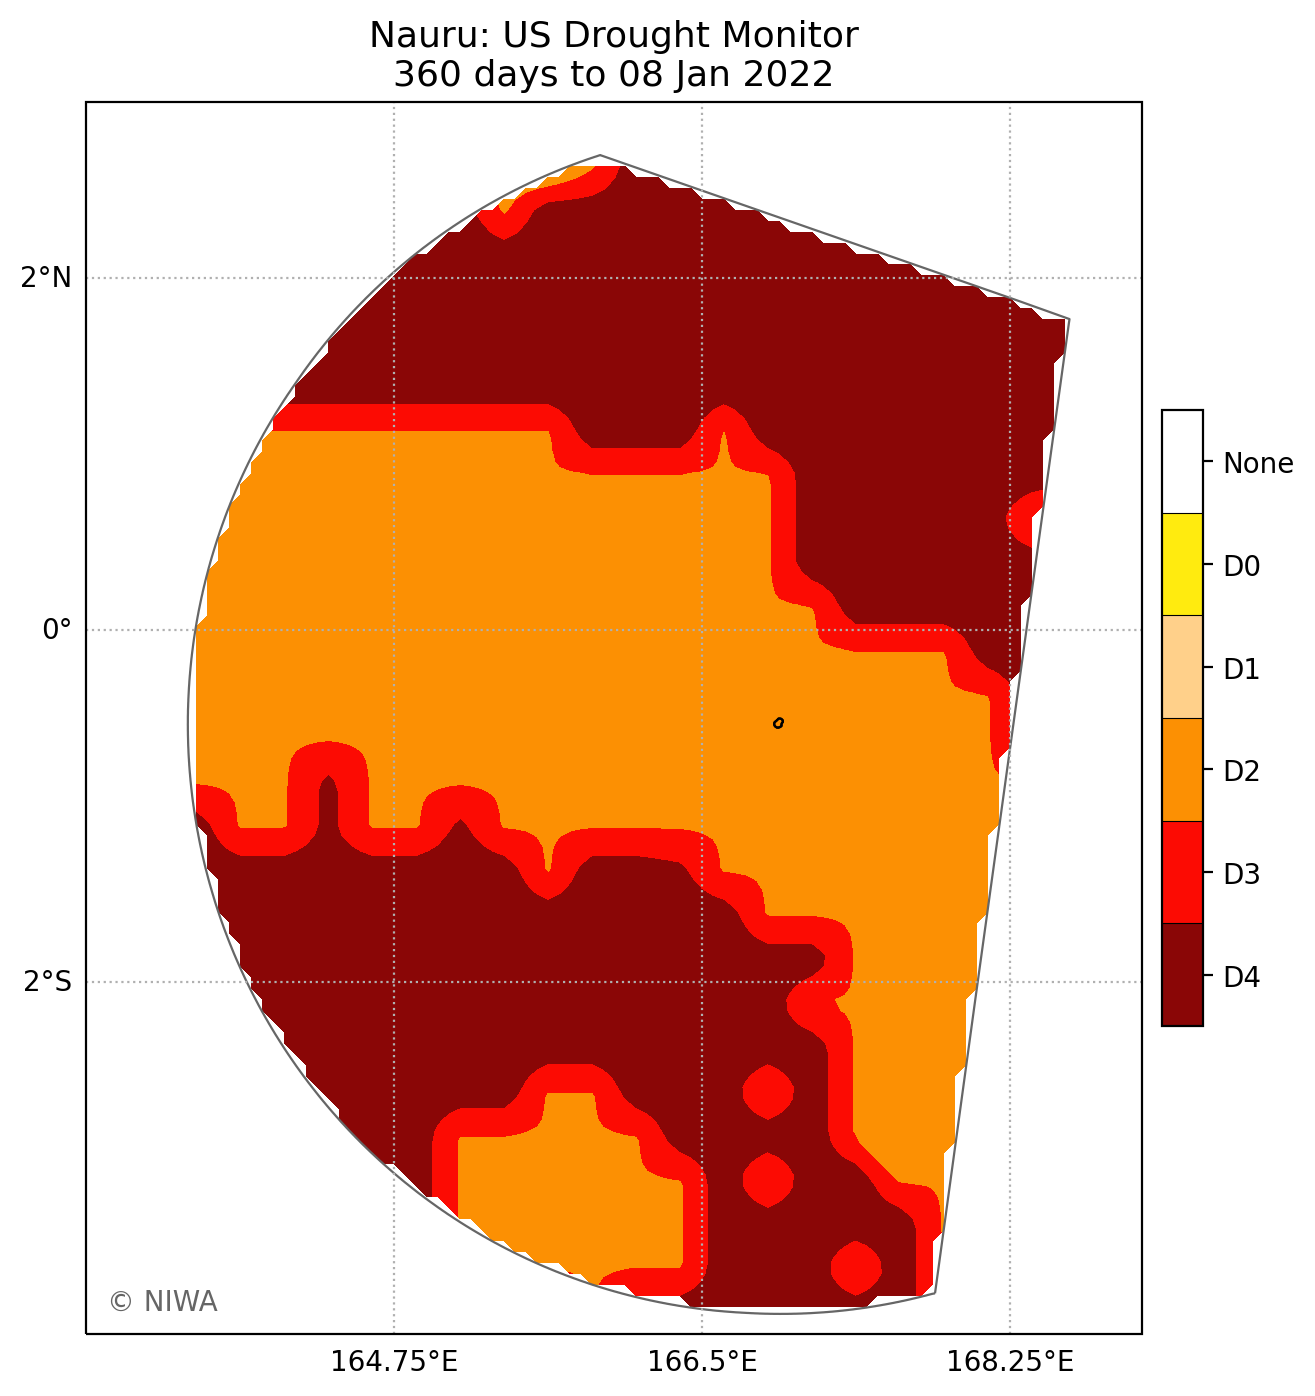 Nauru: US Drought Monitor
360 days to 08 Jan 2022
2°N
0°
2°S
164.75°E
166.5°E
168.25°E
None
D0
D1
D2
D3
D4
© NIWA